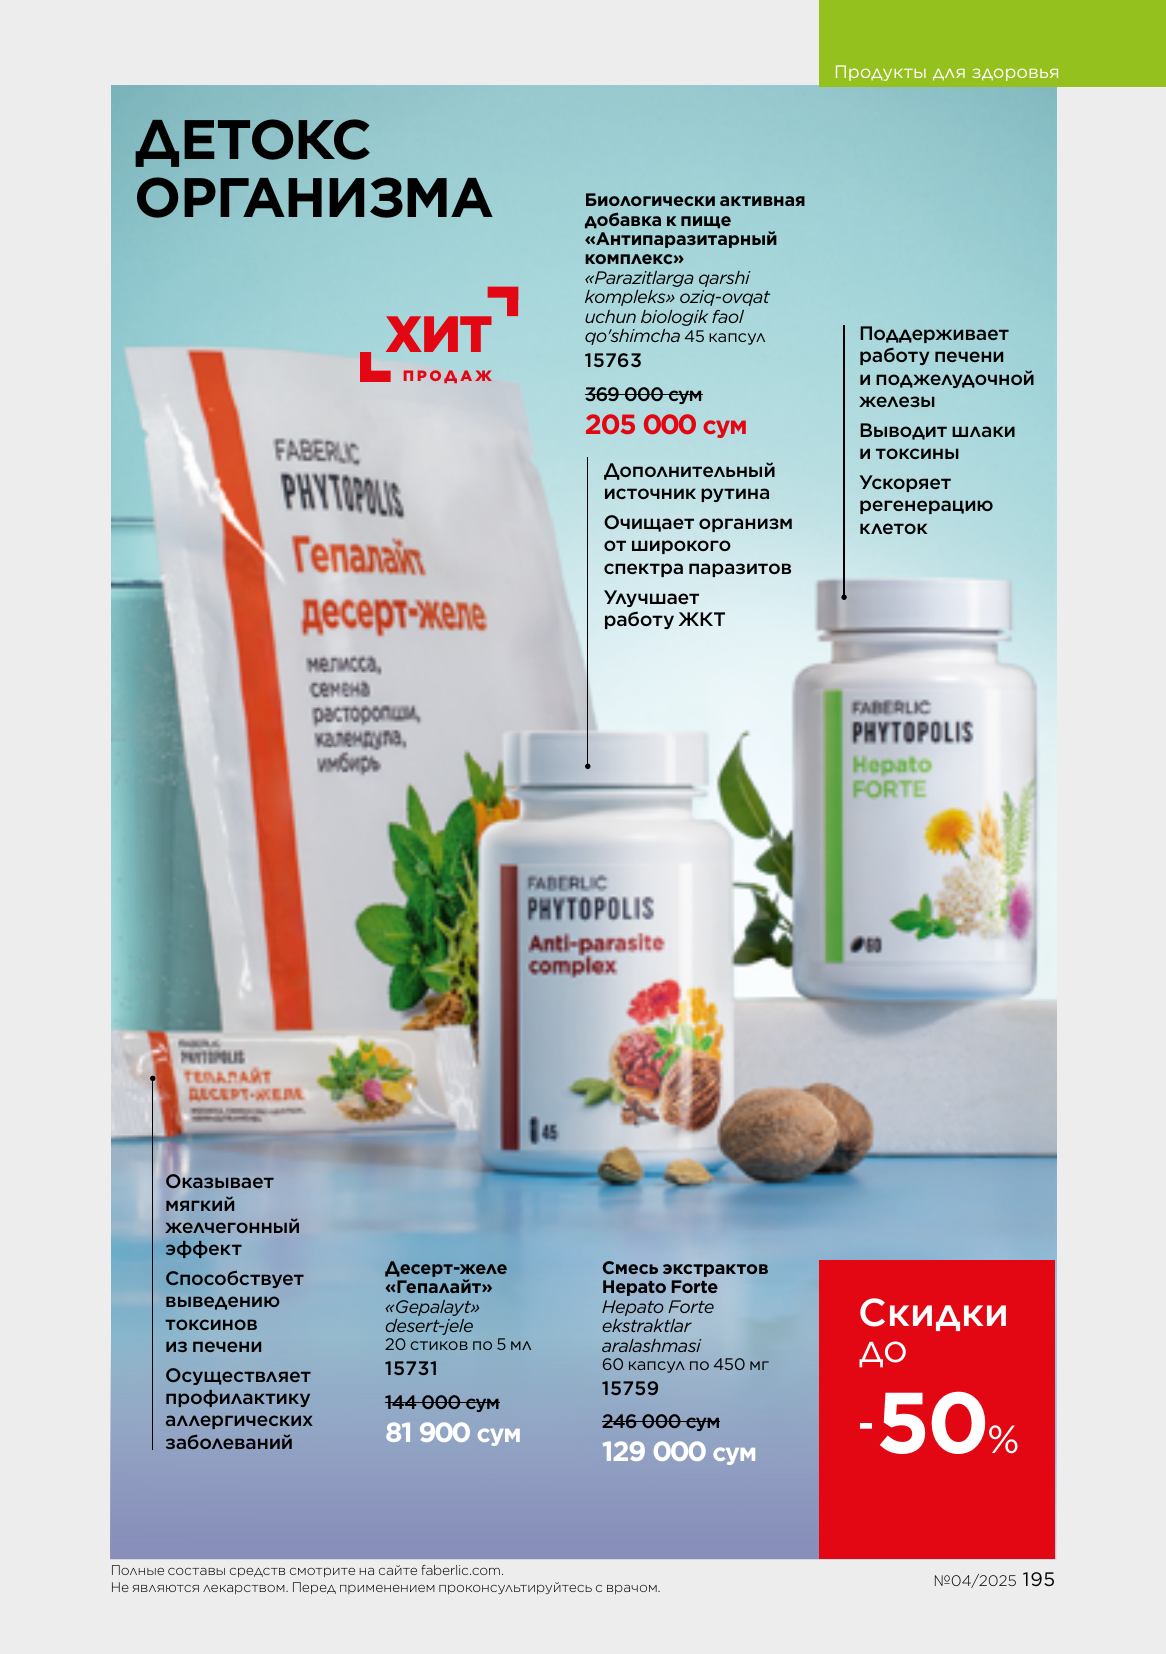 Продукты для здоровья
ДЕТОКС
ОРГАНИЗМА
ХИТ
ПРОДАЖ
Биологически активная
добавка к пище
«Антипаразитарный
комплекс»
«Parazitlarga qarshi
kompleks» oziq-ovqat
uchun biologik faol
qo'shimcha 45 капсул
15763
369 000 сум
205 000 сум
Дополнительный
источник рутина
Очищает организм
от широкого
спектра паразитов
Улучшает
работу ЖКТ
Поддерживает
работу печени
и поджелудочной
железы
Выводит шлаки
и токсины
Ускоряет
регенерацию
клеток
FABERLIC
PHYTOPOLIS
Гепалайт
десерт-желе
мелисса,
семена
расторопши,
календула,
имбирь
FABERLIC
PHYTOPOLIS
Hepato
FORTE
60
FABERLIC
PHYTOPOLIS
Anti-parasite
complex
45
FABERLIC
PHYTOPOLIS
ГЕПАЛАЙТ
ДЕСЕРТ-ЖЕЛЕ
Оказывает
мягкий
желчегонный
эффект
Способствует
выведению
токсинов
из печени
Осуществляет
профилактику
аллергических
заболеваний
Десерт-желе
«Гепалайт»
«Gepalayt»
desert-jele
20 стиков по 5 мл
15731
144 000 сум
81 900 сум
Смесь экстрактов
Hepato Forte
Hepato Forte
ekstraktlar
aralashmasi
60 капсул по 450 мг
15759
246 000 сум
129 000 сум
Скидки
до
-50%
Полные составы средств смотрите на сайте faberlic.com.
Не являются лекарством. Перед применением проконсультируйтесь с врачом.
№04/2025 195